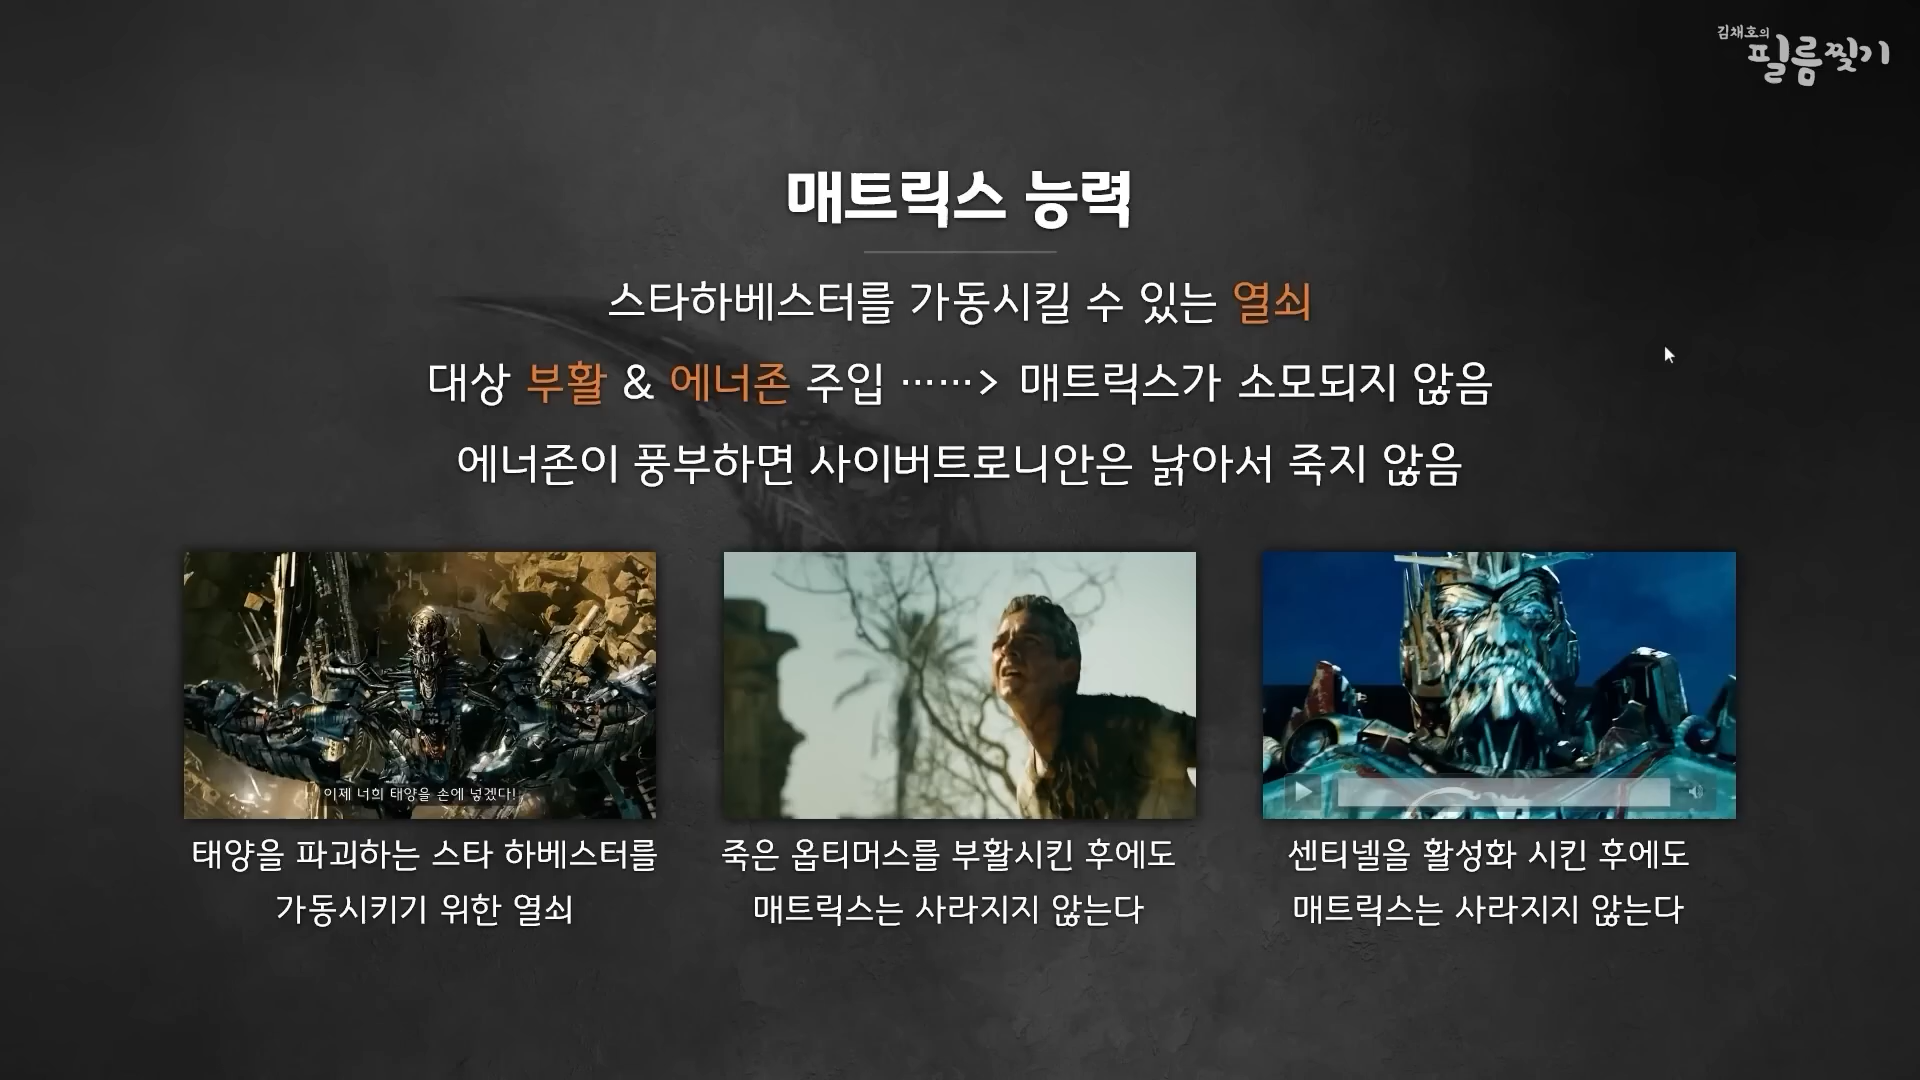 김채호의
필름찢기
매트릭스 능력
스타하베스터를 가동시킬 수 있는 열쇠
대상 부활 & 에너존 주입 ……> 매트릭스가 소모되지 않음
에너존이 풍부하면 사이버트로니안은 낡아서 죽지 않음
이제 너희 태양을 손에 넣겠다!
태양을 파괴하는 스타 하베스터를
가동시키기 위한 열쇠
죽은 옵티머스를 부활시킨 후에도
매트릭스는 사라지지 않는다
센티넬을 활성화 시킨 후에도
매트릭스는 사라지지 않는다